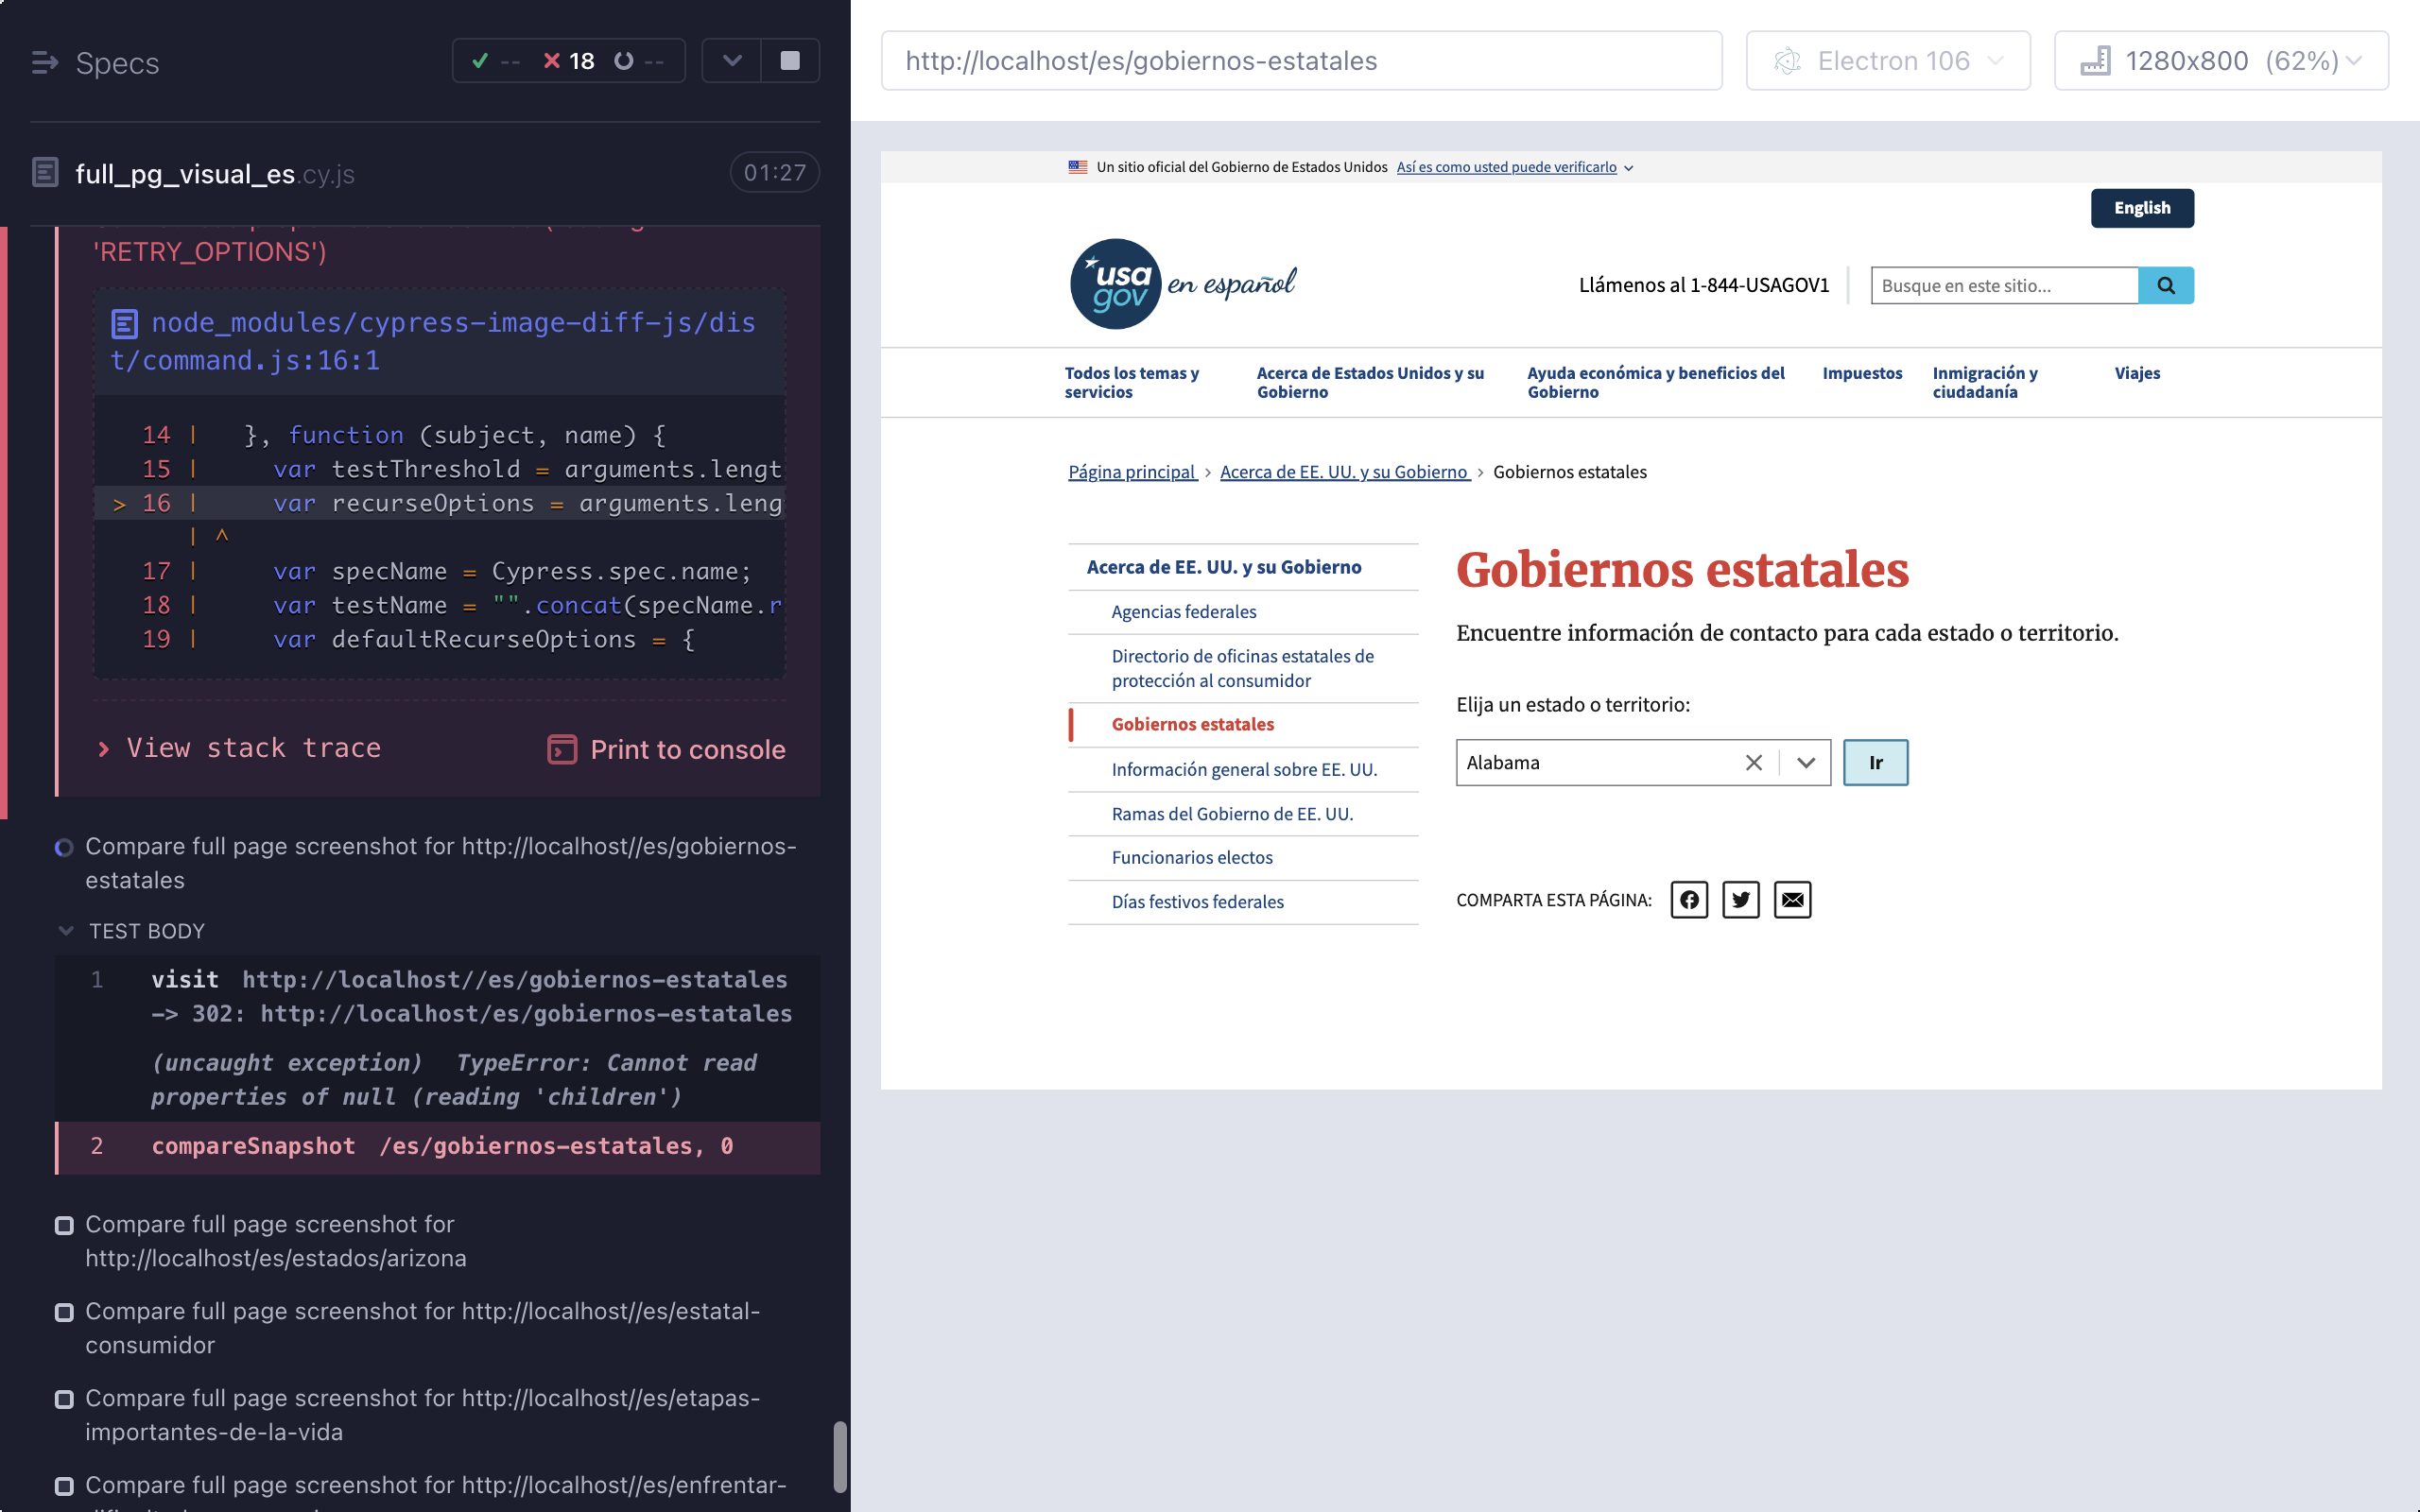 Specs
-- 18 --
full_pg_visual_es.cy.js
01:27
'RETRY_OPTIONS')
node_modules/cypress-image-diff-js/dis
t/command.js:16:1
14 | }, function (subject, name) {
15 | var testThreshold = arguments.lengt
> 16 | var recurseOptions = arguments.leng
| ^
17 | var specName = Cypress.spec.name;
18 | var testName = "".concat(specName.r
19 | var defaultRecurseOptions = {
View stack trace
Print to console
Compare full page screenshot for http://localhost//es/gobiernos-
estatales
TEST BODY
1 visit http://localhost//es/gobiernos-estatales
-> 302: http://localhost/es/gobiernos-estatales
(uncaught exception) TypeError: Cannot read
properties of null (reading 'children')
2 compareSnapshot /es/gobiernos-estatales, 0
Compare full page screenshot for
http://localhost/es/estados/arizona
Compare full page screenshot for http://localhost//es/estatal-
consumidor
Compare full page screenshot for http://localhost//es/etapas-
importantes-de-la-vida
Compare full page screenshot for http://localhost//es/enfrentar-
http://localhost/es/gobiernos-estatales
Electron 106
1280x800 (62%)
Un sitio oficial del Gobierno de Estados Unidos Así es como usted puede verificarlo
English
usa
gov
en español
Llámenos al 1-844-USAGOV1
Busque en este sitio...
Todos los temas y
servicios
Acerca de Estados Unidos y su
Gobierno
Ayuda económica y beneficios del
Gobierno
Impuestos
Inmigración y
ciudadanía
Viajes
Página principal › Acerca de EE. UU. y su Gobierno › Gobiernos estatales
Acerca de EE. UU. y su Gobierno
Agencias federales
Directorio de oficinas estatales de
protección al consumidor
Gobiernos estatales
Información general sobre EE. UU.
Ramas del Gobierno de EE. UU.
Funcionarios electos
Días festivos federales
Gobiernos estatales
Encuentre información de contacto para cada estado o territorio.
Elija un estado o territorio:
Alabama
Ir
COMPARTA ESTA PÁGINA: